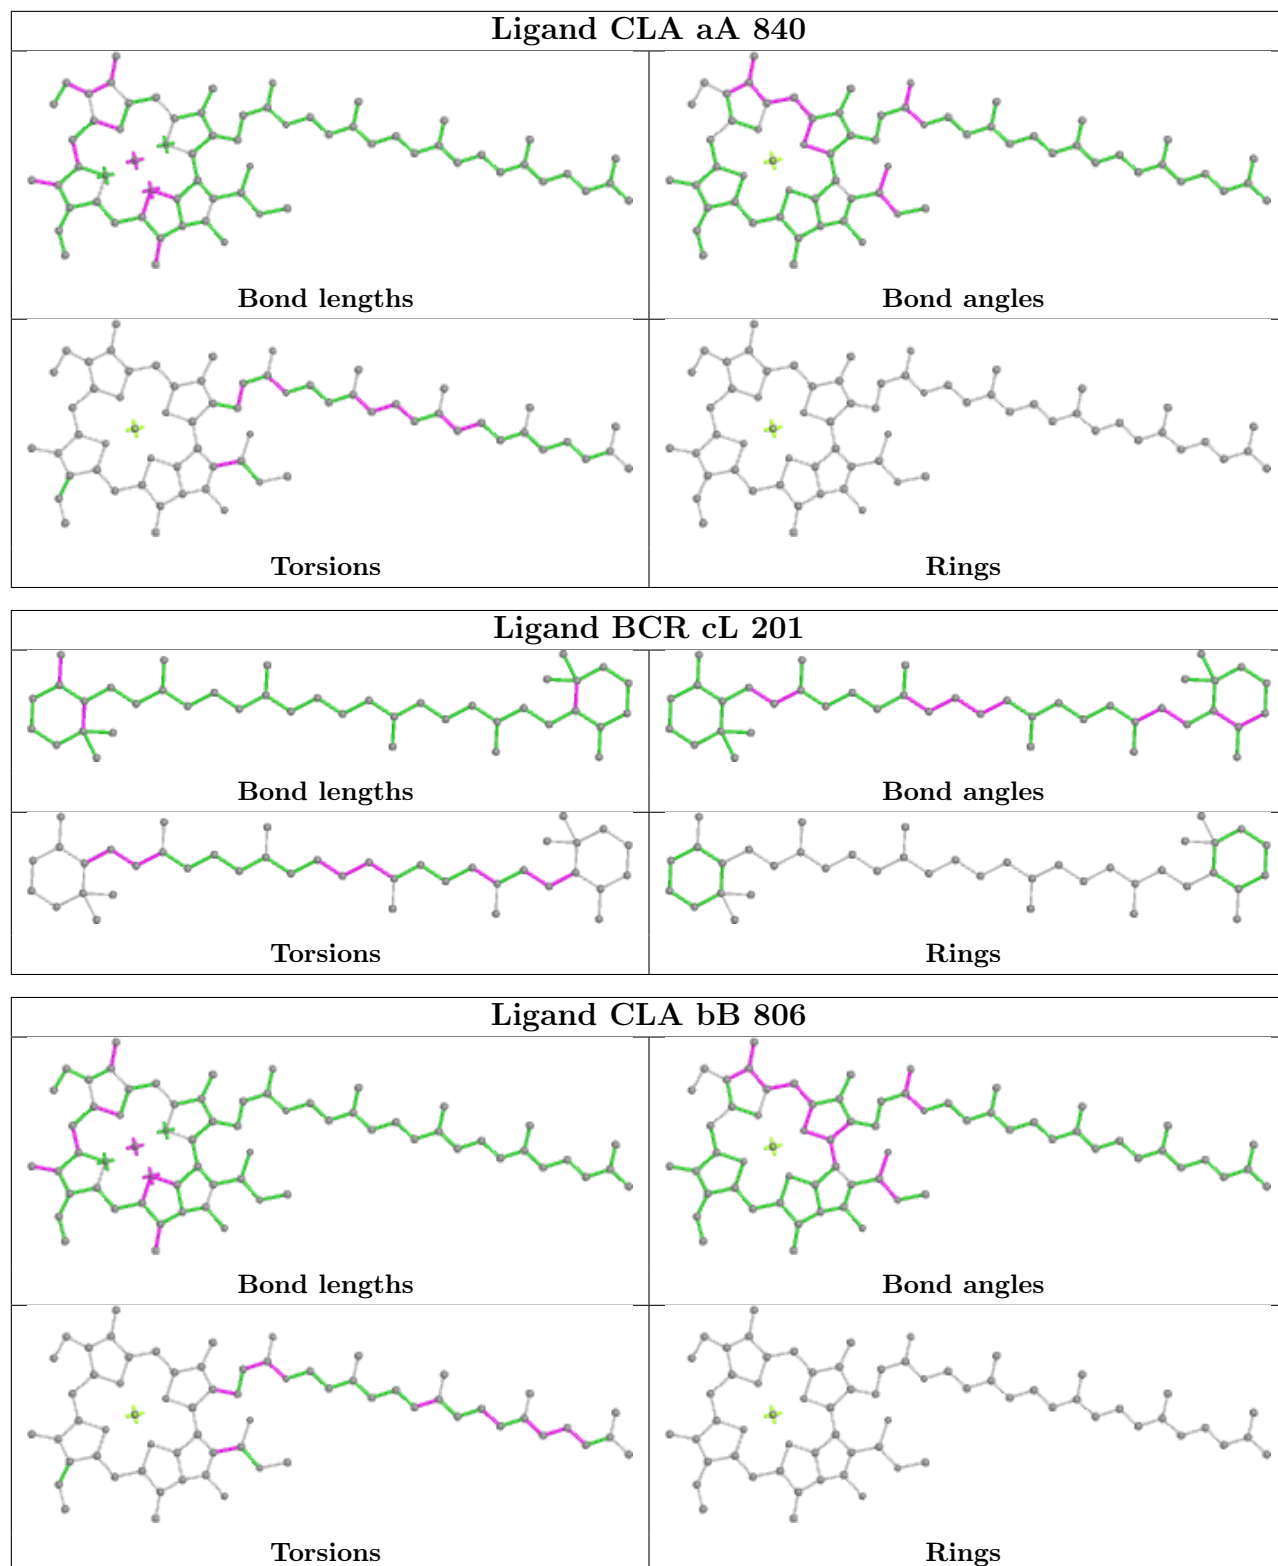 Ligand CLA aA 840
Bond lengths
Bond angles
Torsions
Rings
Ligand BCR cL 201
Bond lengths
Bond angles
Torsions
Rings
Ligand CLA bB 806
Bond lengths
Bond angles
Torsions
Rings